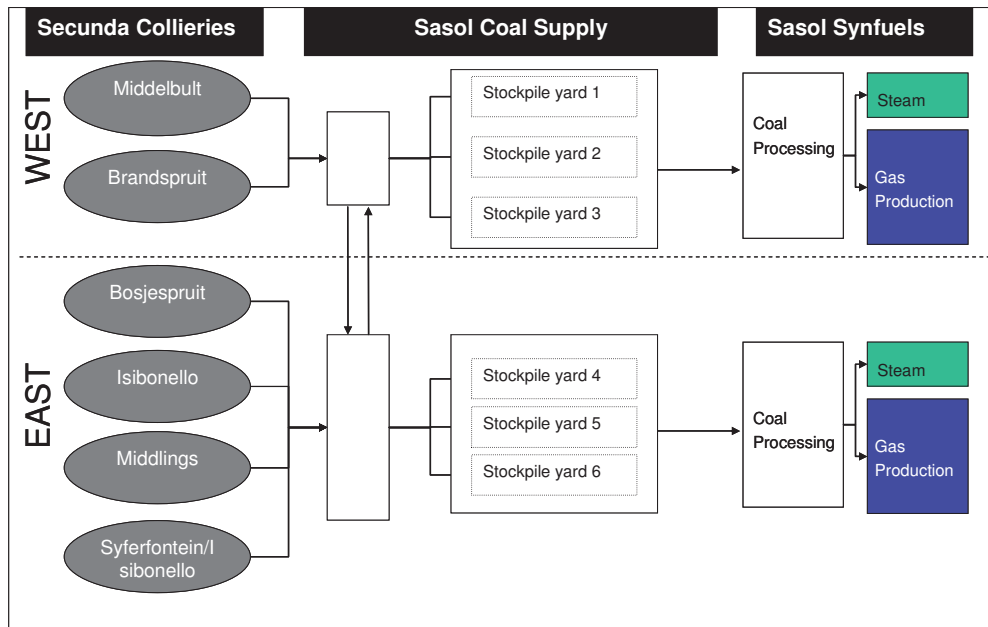 Secunda Collieries
Sasol Coal Supply
Sasol Synfuels
WEST
Middelbult
Brandspruit
Stockpile yard 1
Stockpile yard 2
Stockpile yard 3
Coal
Processing
Steam
Gas
Production
EAST
Bosjespruit
Isibonello
Middlings
Syferfontein/I
sibonello
Stockpile yard 4
Stockpile yard 5
Stockpile yard 6
Coal
Processing
Steam
Gas
Production